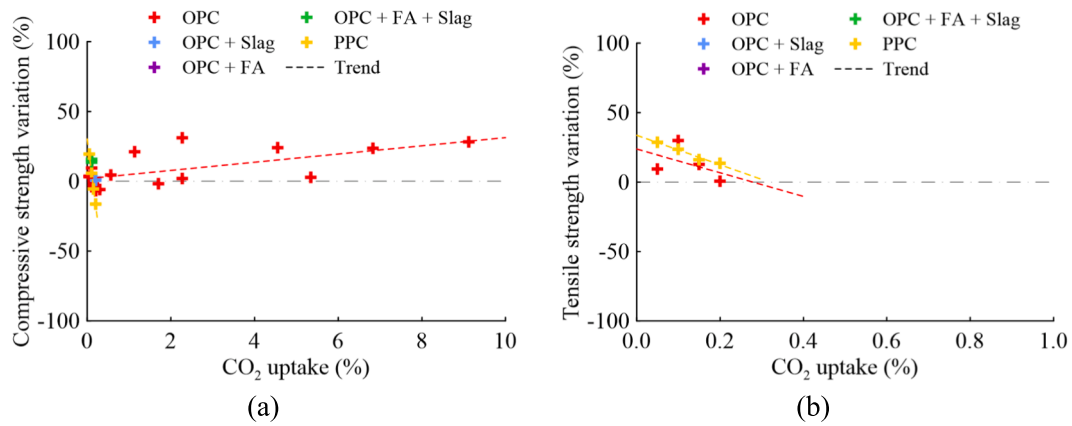 Compressive strength variation (%)
100
50
0
-50
-100
OPC
OPC + Slag
OPC + FA
OPC + FA + Slag
PPC
Trend
0 2 4 6 8 10
CO₂ uptake (%)
(a)
Tensile strength variation (%)
100
50
0
-50
-100
OPC
OPC + Slag
OPC + FA
OPC + FA + Slag
PPC
Trend
0.0 0.2 0.4 0.6 0.8 1.0
CO₂ uptake (%)
(b)